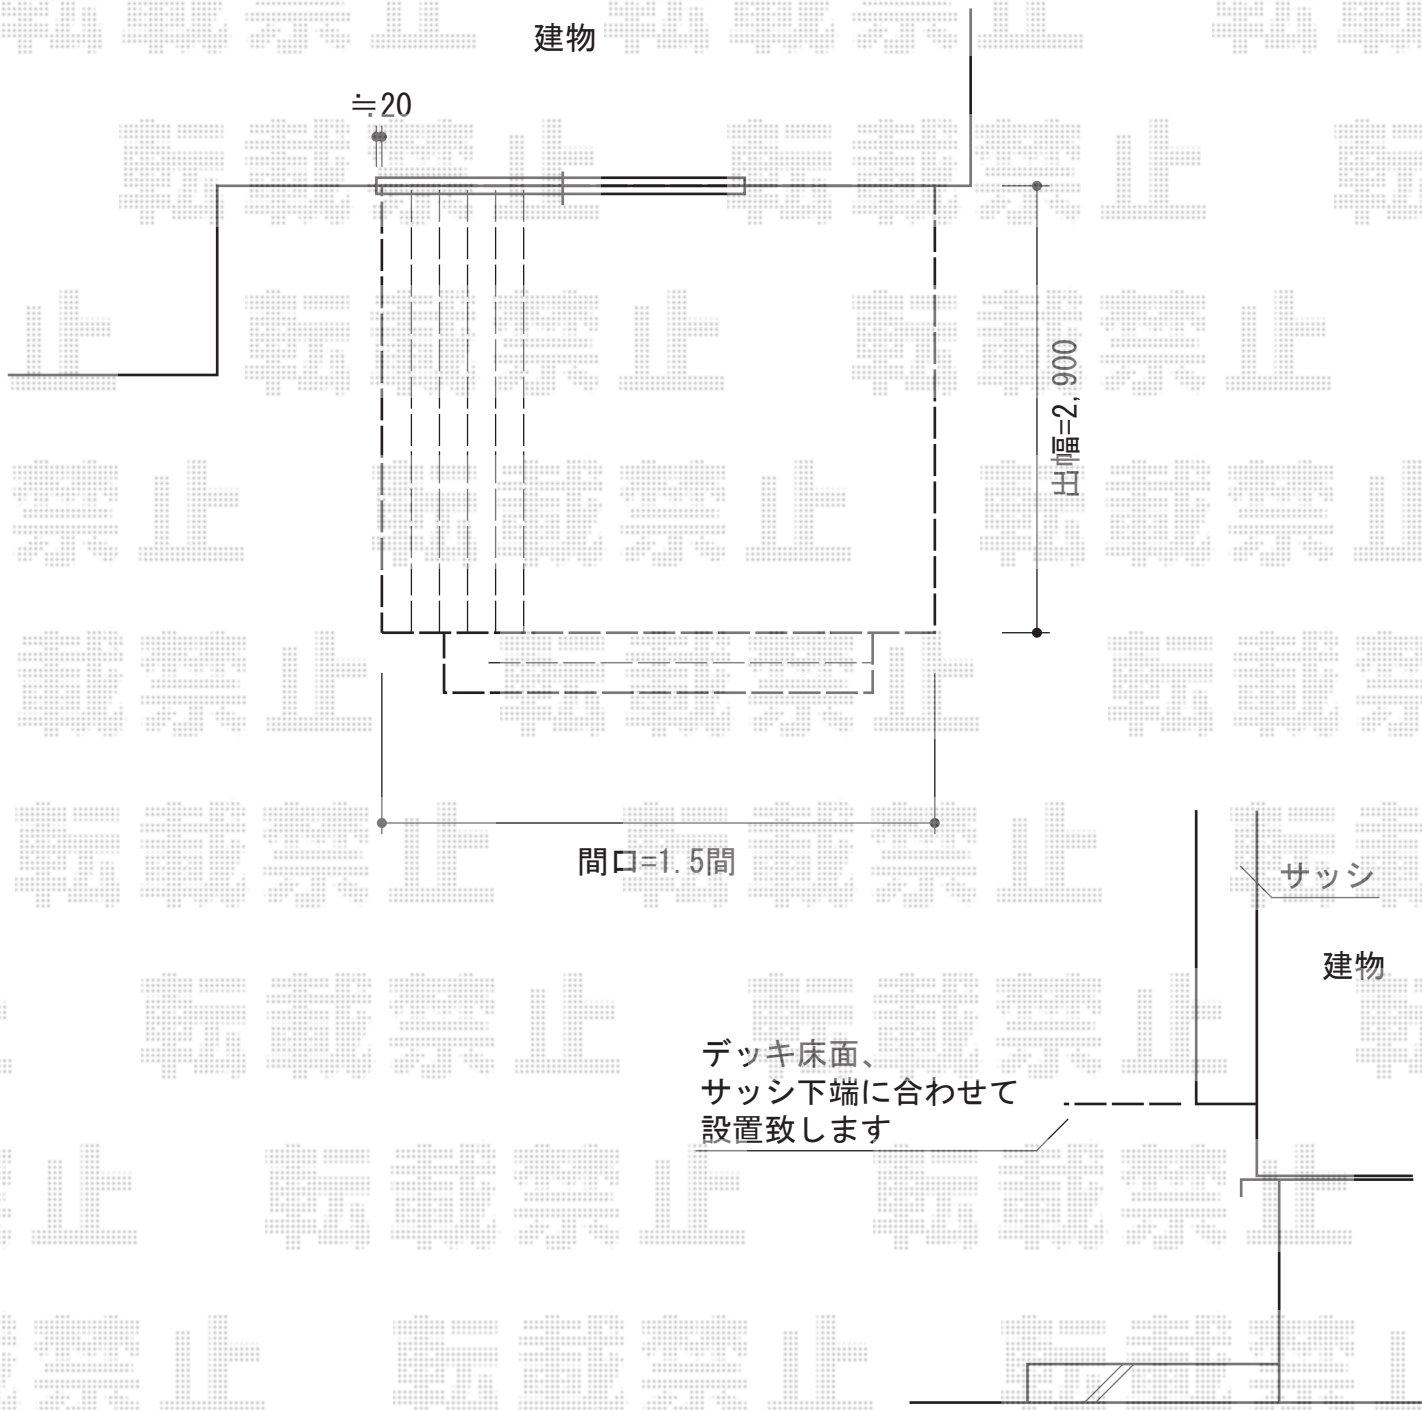 建物
≒20
出幅=2,900
間口=1.5間
サッシ
建物
デッキ床面、
サッシ下端に合わせて
設置致します
転載禁止